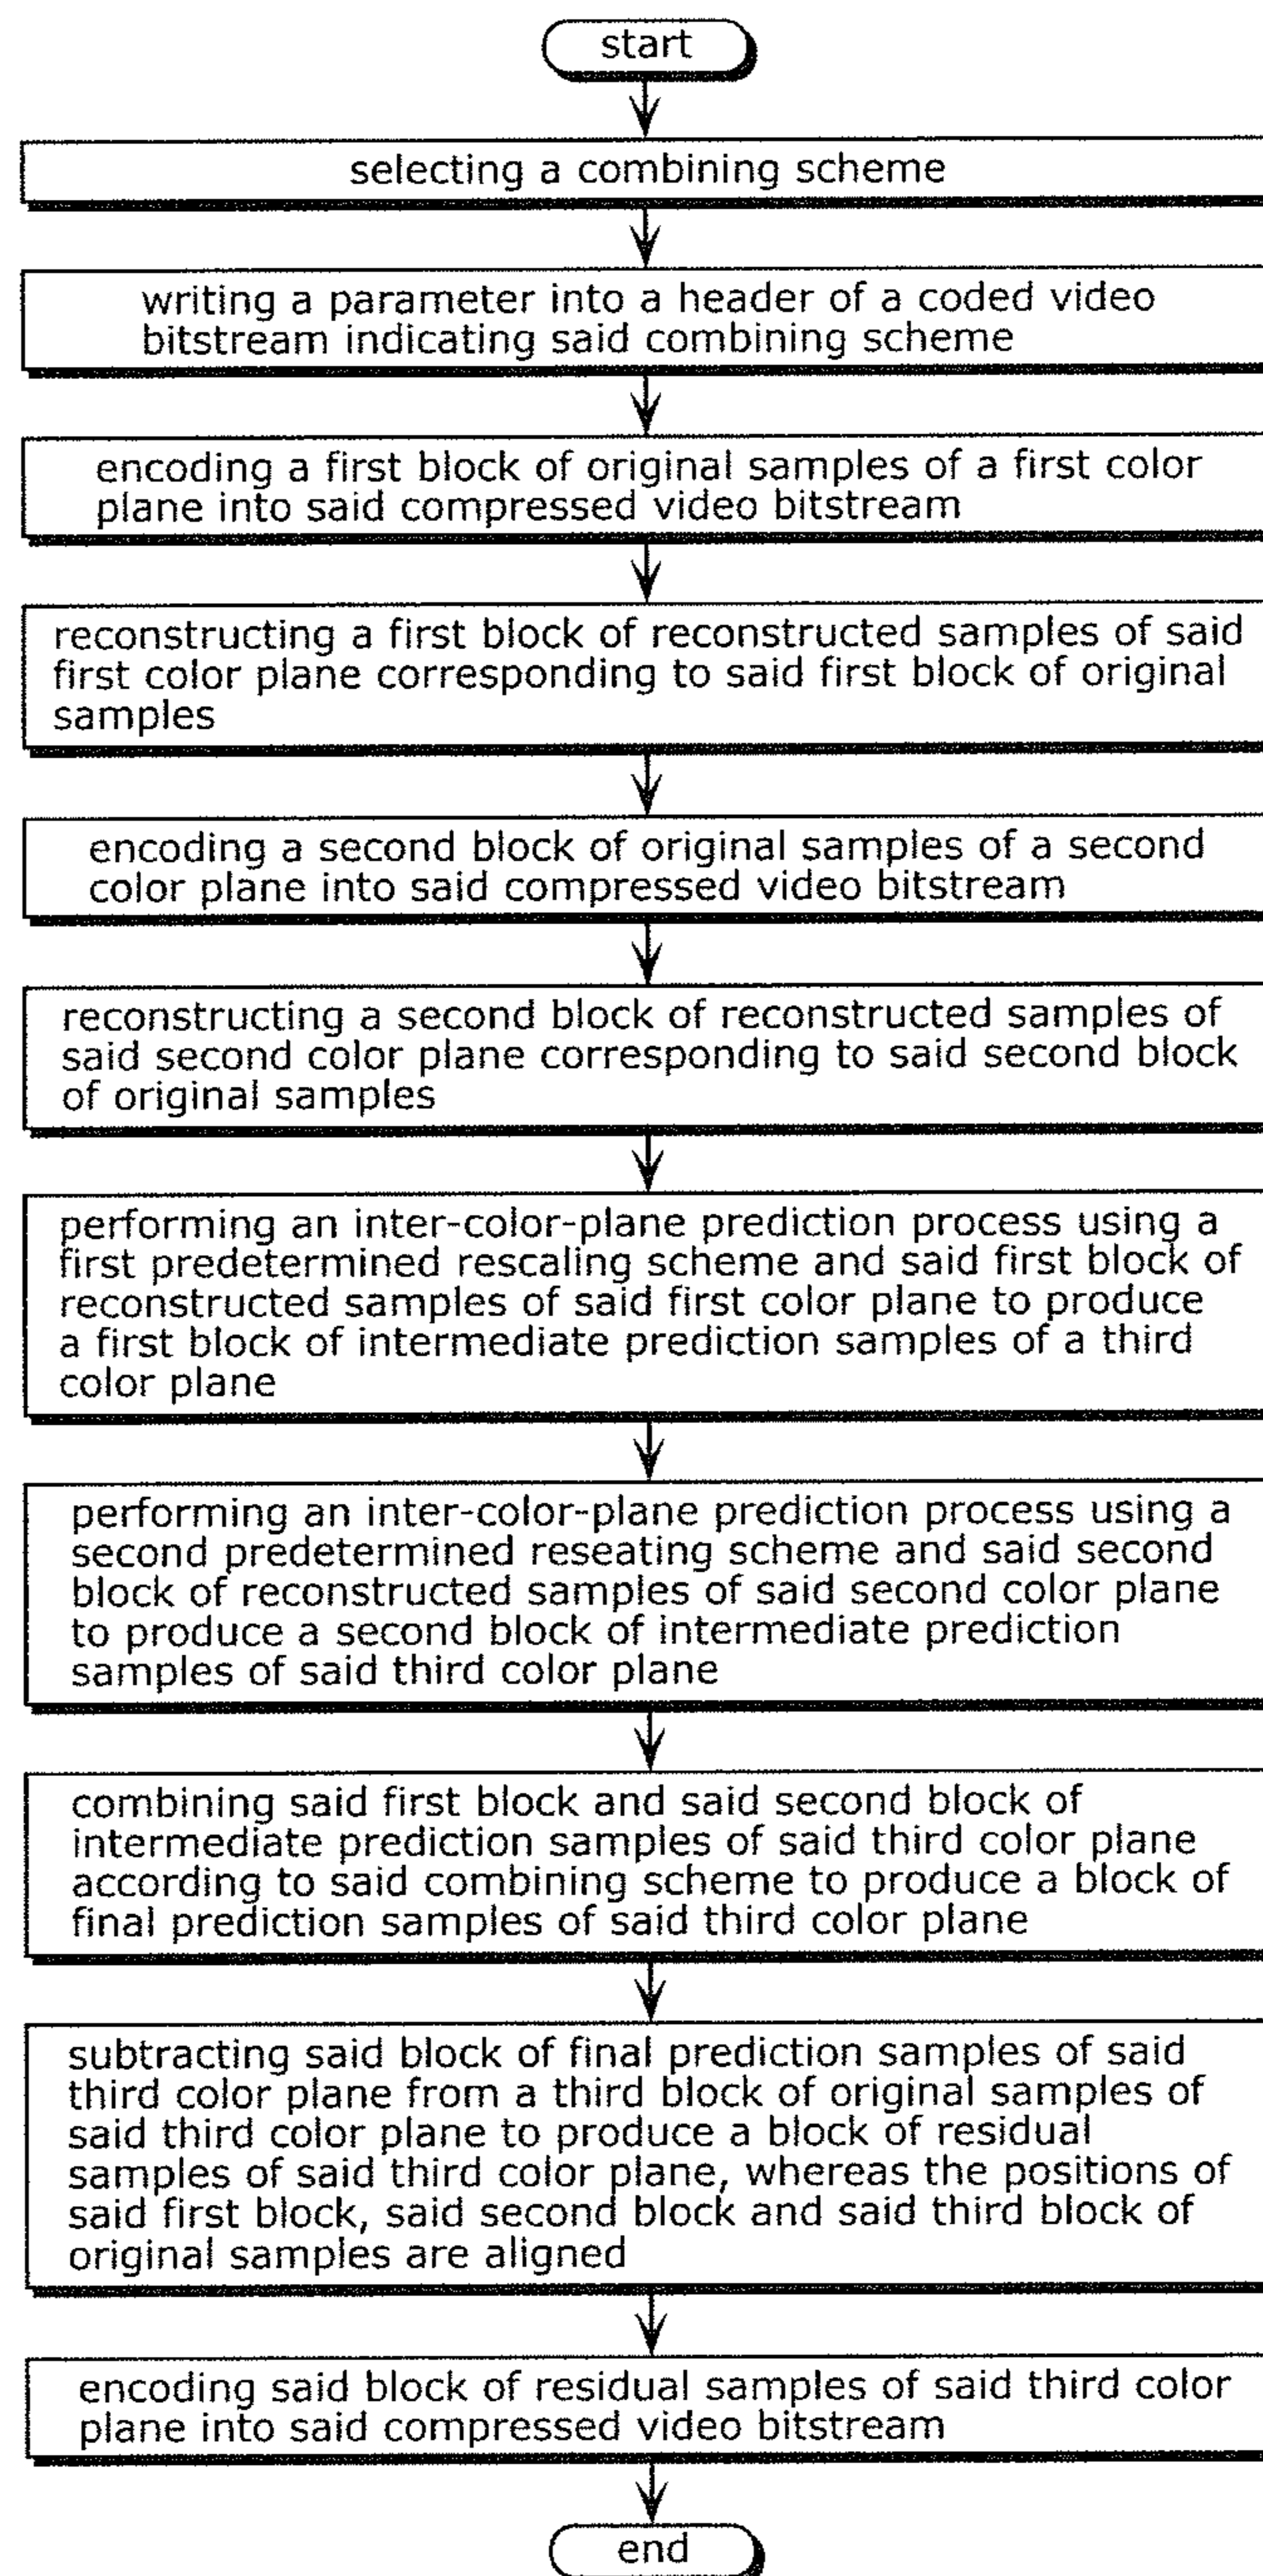 start
selecting a combining scheme
writing a parameter into a header of a coded video
bitstream indicating said combining scheme
encoding a first block of original samples of a first color
plane into said compressed video bitstream
reconstructing a first block of reconstructed samples of said
first color plane corresponding to said first block of original
samples
encoding a second block of original samples of a second
color plane into said compressed video bitstream
reconstructing a second block of reconstructed samples of
said second color plane corresponding to said second block
of original samples
performing an inter-color-plane prediction process using a
first predetermined rescaling scheme and said first block of
reconstructed samples of said first color plane to produce
a first block of intermediate prediction samples of a third
color plane
performing an inter-color-plane prediction process using a
second predetermined reseating scheme and said second
block of reconstructed samples of said second color plane
to produce a second block of intermediate prediction
samples of said third color plane
combining said first block and said second block of
intermediate prediction samples of said third color plane
according to said combining scheme to produce a block of
final prediction samples of said third color plane
subtracting said block of final prediction samples of said
third color plane from a third block of original samples of
said third color plane to produce a block of residual
samples of said third color plane, whereas the positions of
said first block, said second block and said third block of
original samples are aligned
encoding said block of residual samples of said third color
plane into said compressed video bitstream
end